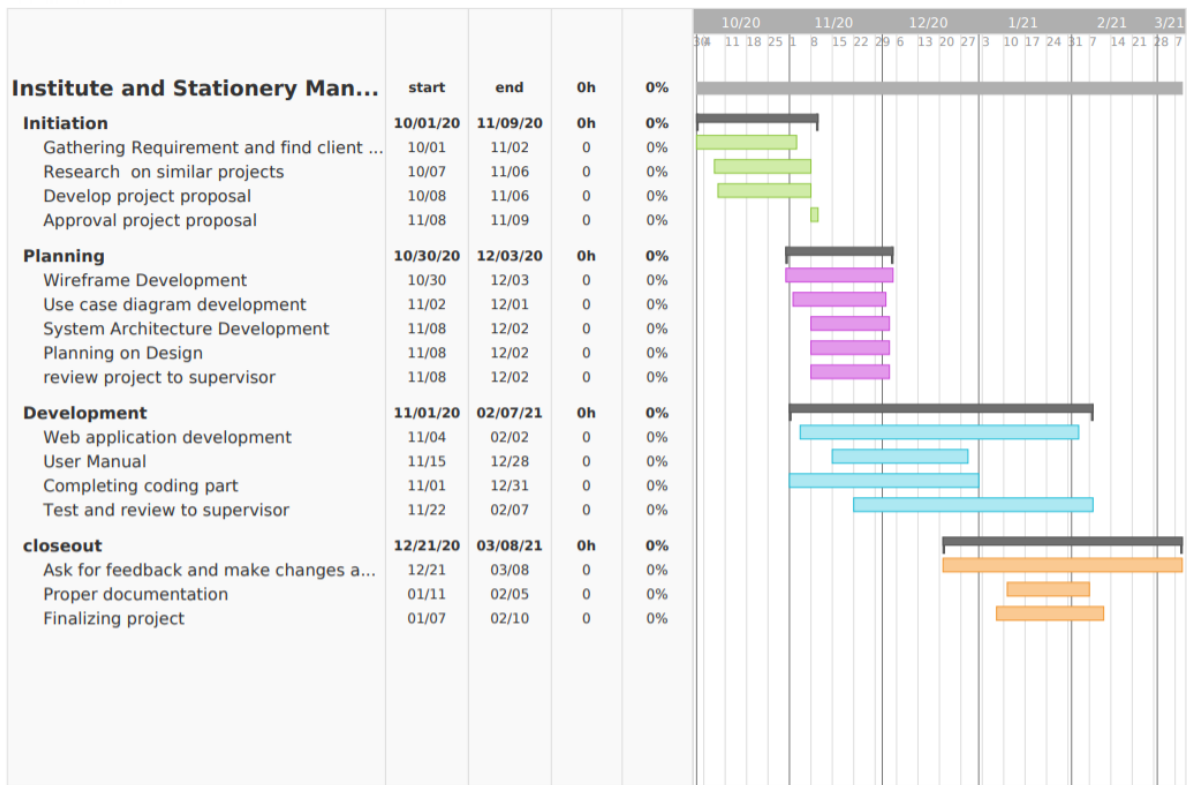 10/20 11/20 12/20 1/21 2/21 3/21
30 4 11 18 25 1 8 15 22 29 6 13 20 27 3 10 17 24 31 7 14 21 28 7
Institute and Stationery Man... start end 0h 0%
Initiation 10/01/20 11/09/20 0h 0%
Gathering Requirement and find client ... 10/01 11/02 0 0%
Research on similar projects 10/07 11/06 0 0%
Develop project proposal 10/08 11/06 0 0%
Approval project proposal 11/08 11/09 0 0%
Planning 10/30/20 12/03/20 0h 0%
Wireframe Development 10/30 12/03 0 0%
Use case diagram development 11/02 12/01 0 0%
System Architecture Development 11/08 12/02 0 0%
Planning on Design 11/08 12/02 0 0%
review project to supervisor 11/08 12/02 0 0%
Development 11/01/20 02/07/21 0h 0%
Web application development 11/04 02/02 0 0%
User Manual 11/15 12/28 0 0%
Completing coding part 11/01 12/31 0 0%
Test and review to supervisor 11/22 02/07 0 0%
closeout 12/21/20 03/08/21 0h 0%
Ask for feedback and make changes a... 12/21 03/08 0 0%
Proper documentation 01/11 02/05 0 0%
Finalizing project 01/07 02/10 0 0%